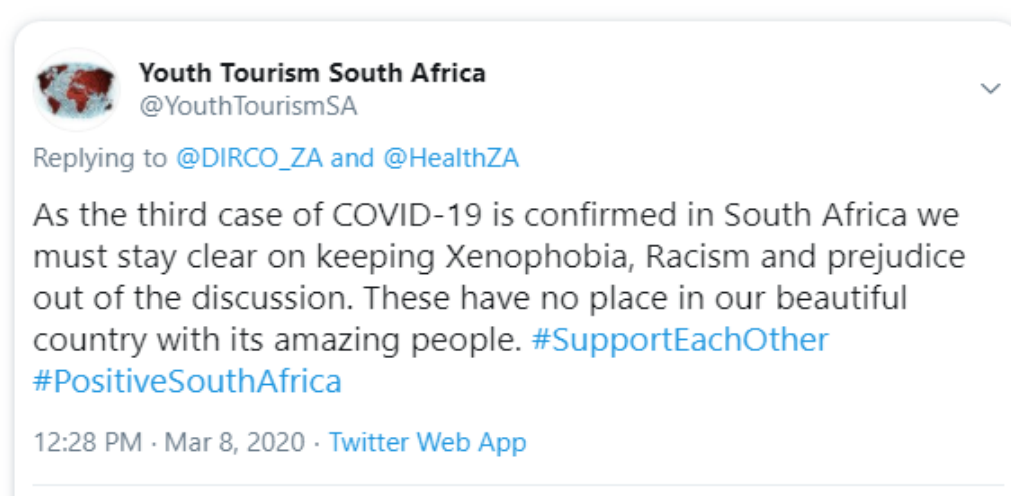 Youth Tourism South Africa
@YouthTourismSA
Replying to @DIRCO_ZA and @HealthZA
As the third case of COVID-19 is confirmed in South Africa we
must stay clear on keeping Xenophobia, Racism and prejudice
out of the discussion. These have no place in our beautiful
country with its amazing people. #SupportEachOther
#PositiveSouthAfrica
12:28 PM · Mar 8, 2020 · Twitter Web App